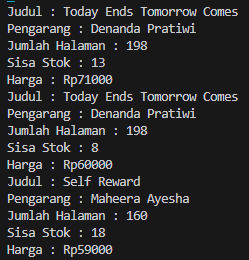 Judul : Today Ends Tomorrow Comes
Pengarang : Denanda Pratiwi
Jumlah Halaman : 198
Sisa Stok : 13
Harga : Rp71000
Judul : Today Ends Tomorrow Comes
Pengarang : Denanda Pratiwi
Jumlah Halaman : 198
Sisa Stok : 8
Harga : Rp60000
Judul : Self Reward
Pengarang : Maheera Ayesha
Jumlah Halaman : 160
Sisa Stok : 18
Harga : Rp59000